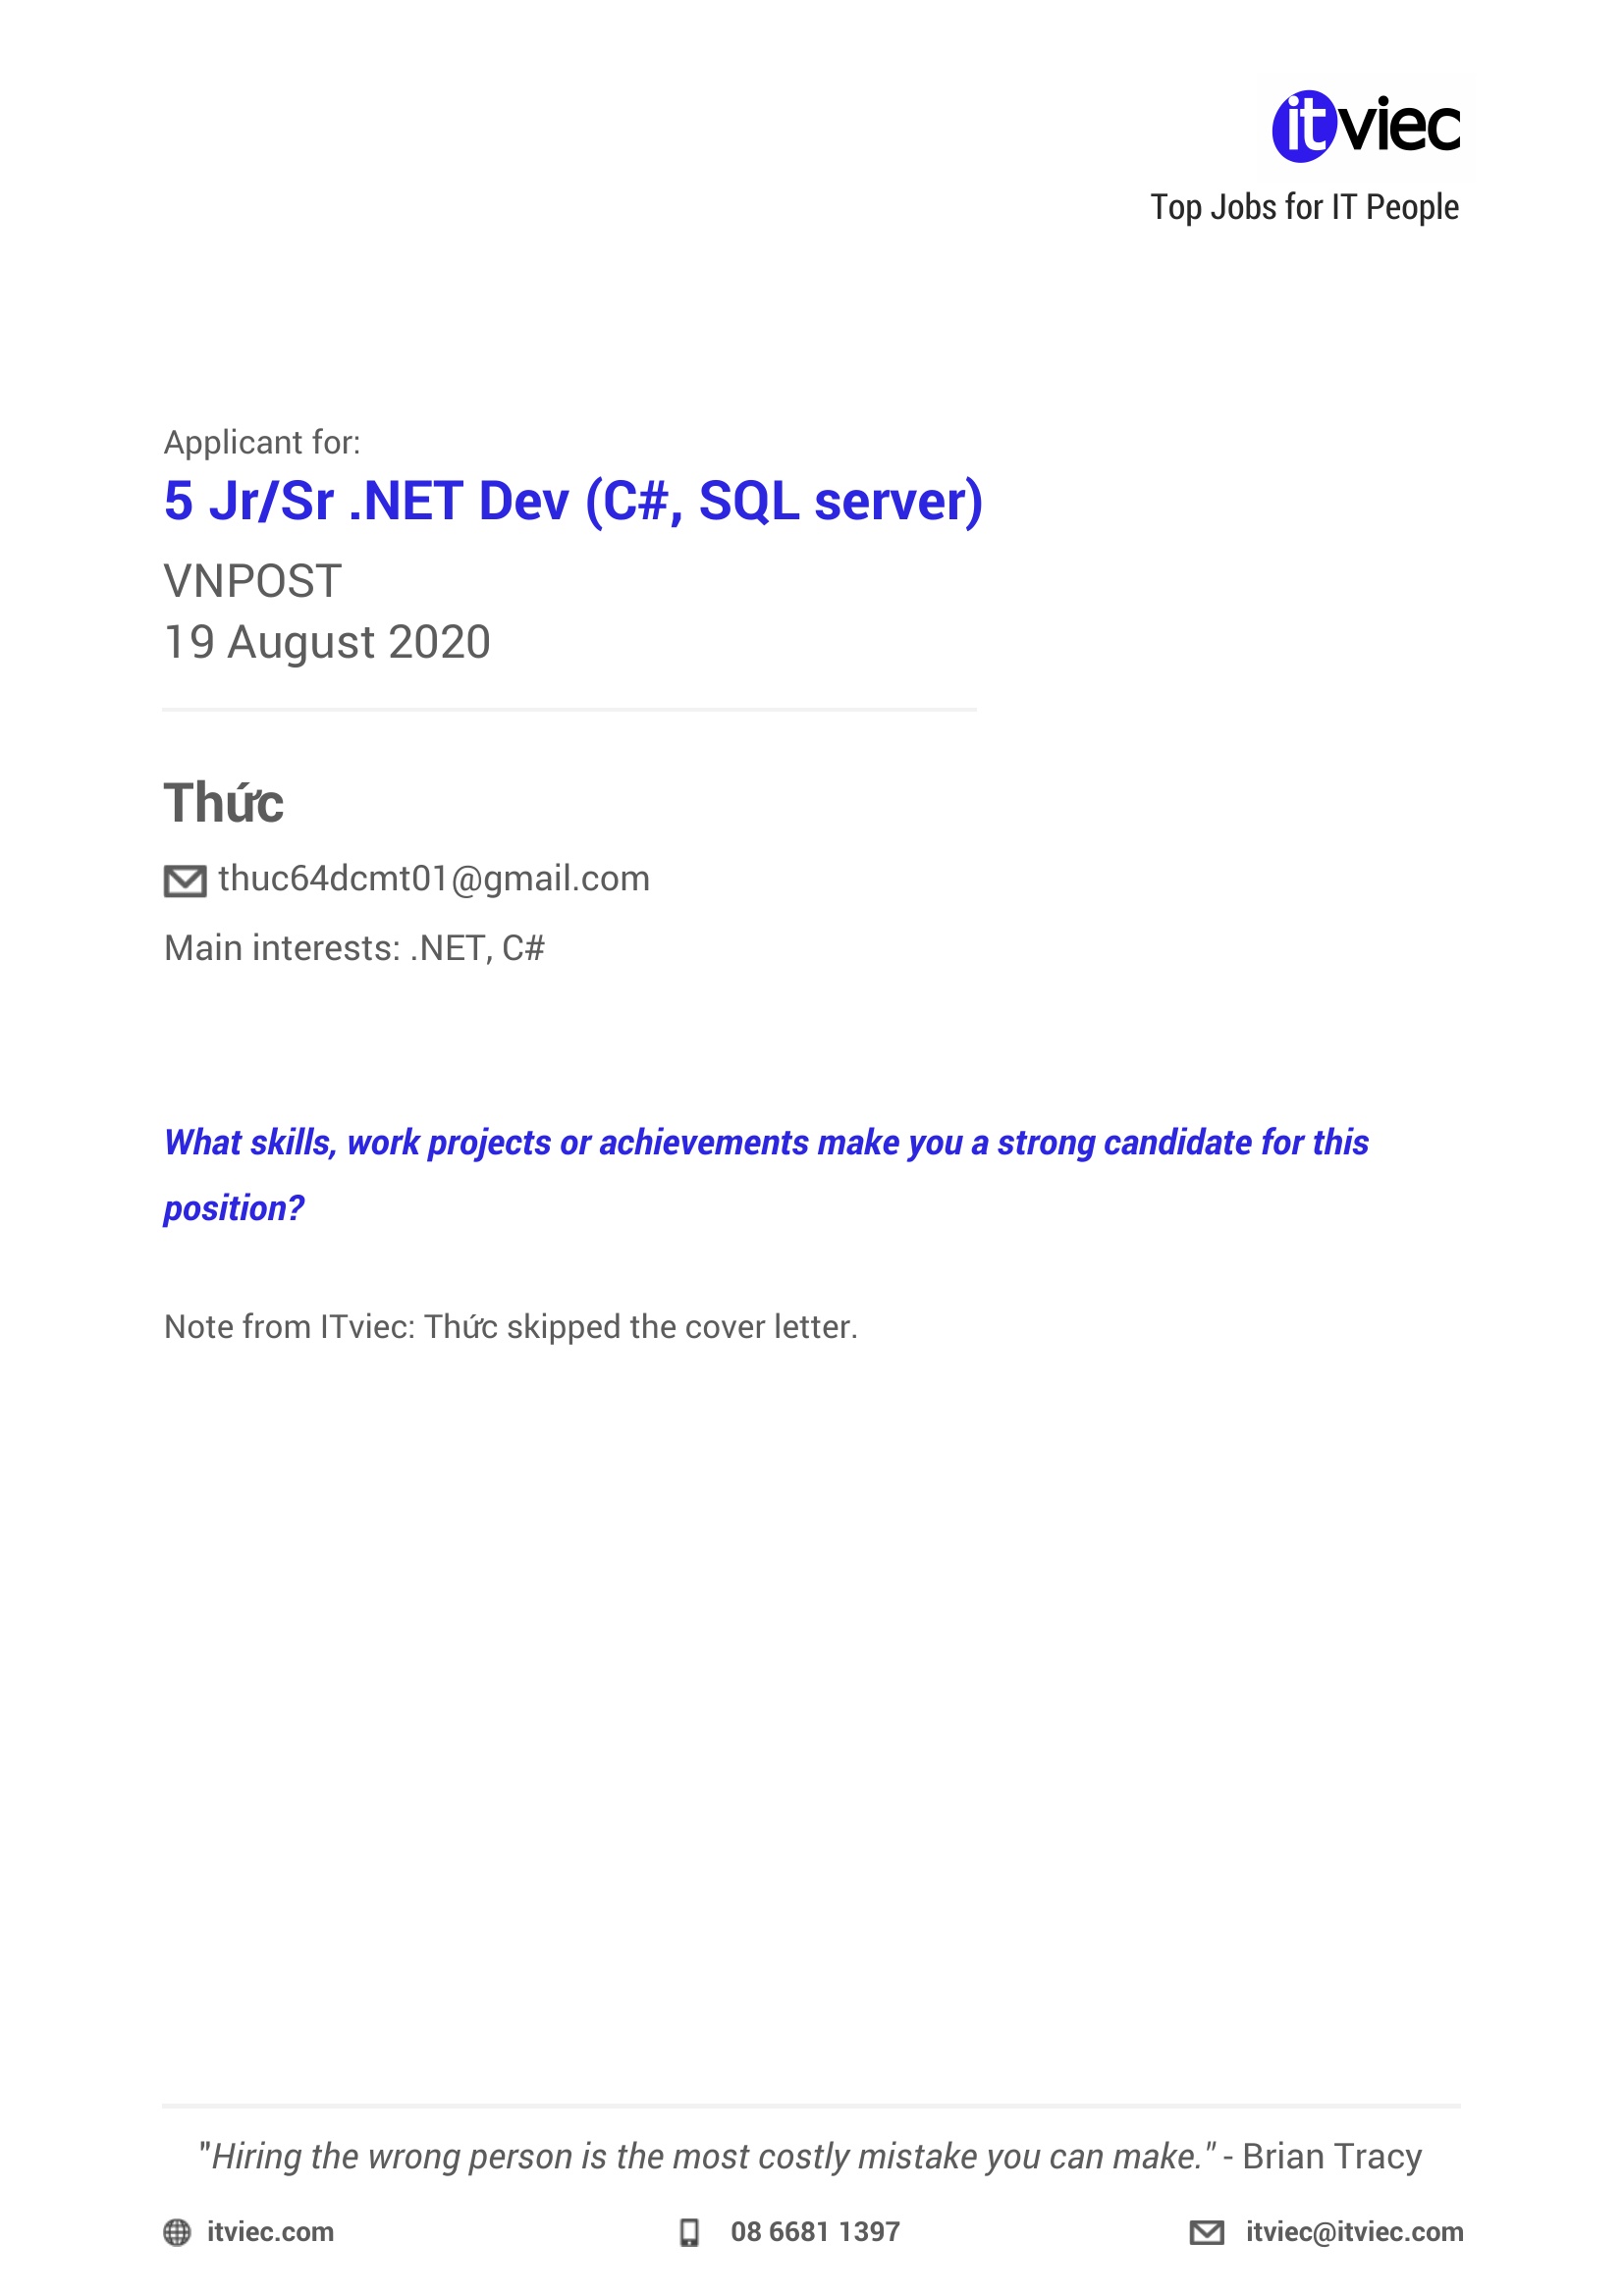 itviec
Top Jobs for IT People
Applicant for:
5 Jr/Sr .NET Dev (C#, SQL server)
VNPOST
19 August 2020
Thức
thuc64dcmt01@gmail.com
Main interests: .NET, C#
What skills, work projects or achievements make you a strong candidate for this
position?
Note from ITviec: Thức skipped the cover letter.
"Hiring the wrong person is the most costly mistake you can make." - Brian Tracy
itviec.com 08 6681 1397 itviec@itviec.com